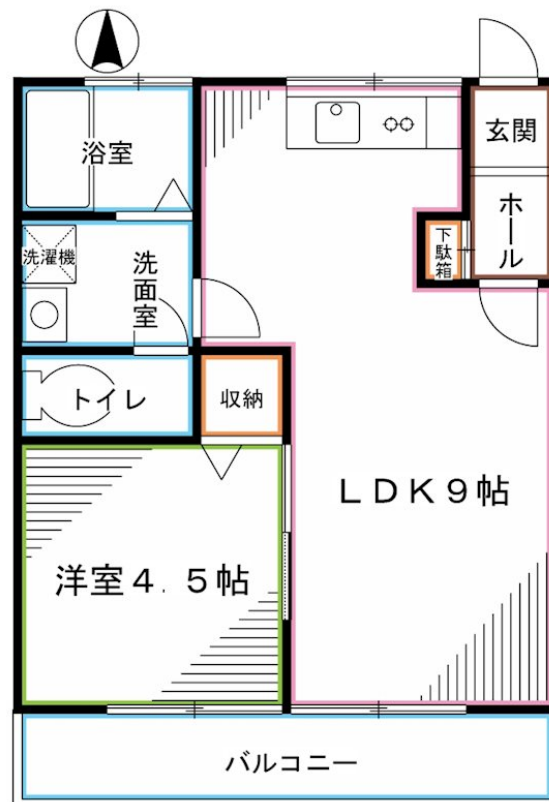 浴室
玄関
ホール
下駄箱
洗濯機
洗面室
トイレ
収納
LDK9帖
洋室4.5帖
バルコニー